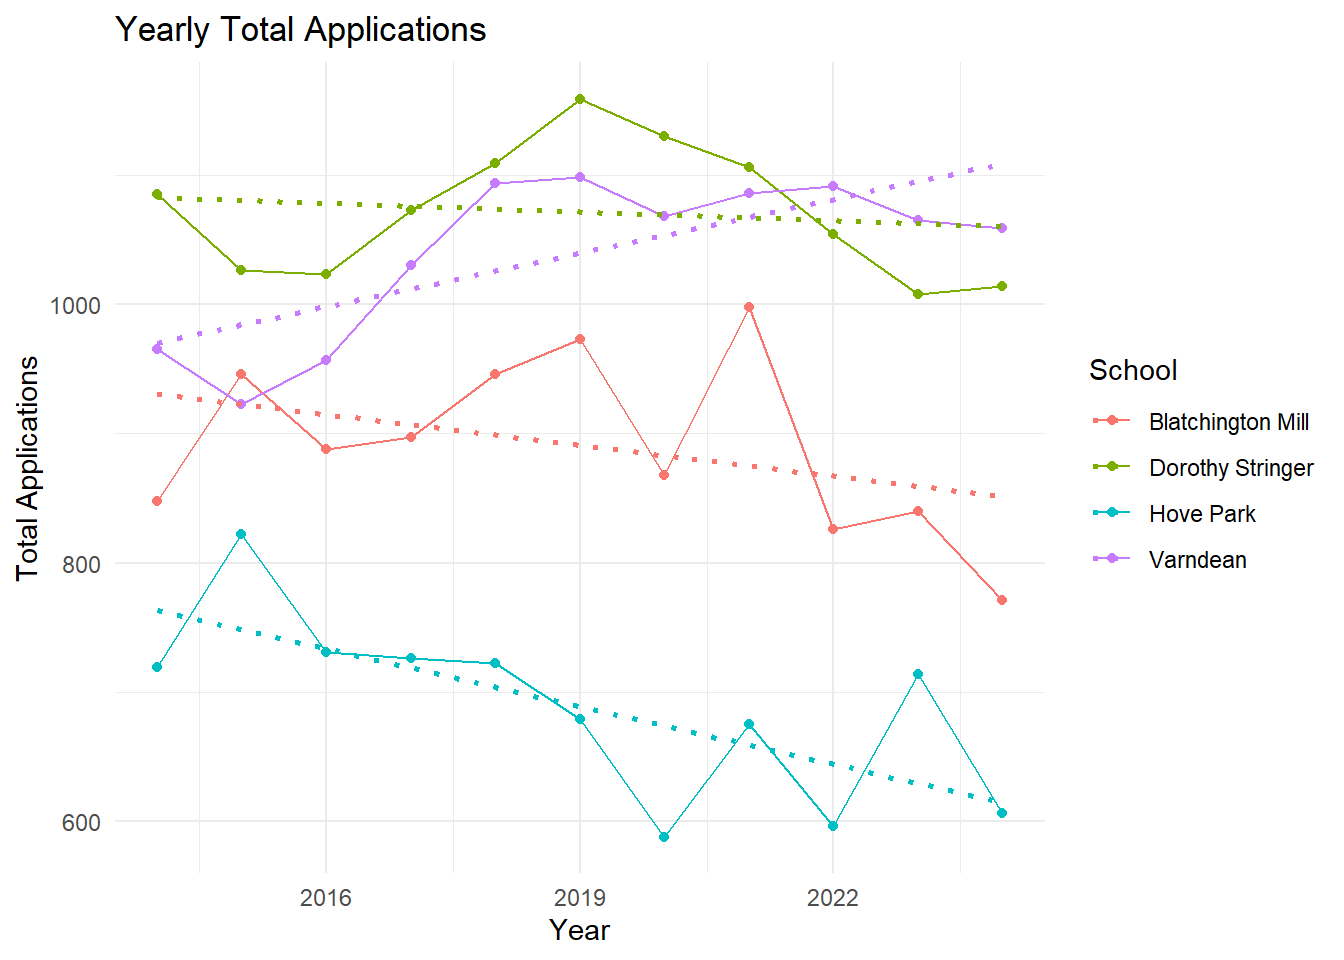 Yearly Total Applications
Total Applications
1000
800
600
2016 2019 2022
Year
School
Blatchington Mill
Dorothy Stringer
Hove Park
Varndean